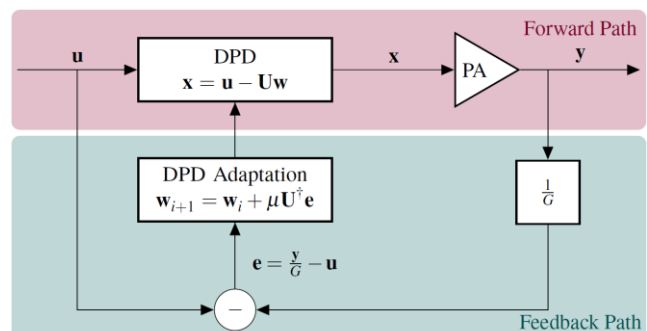 Forward Path
u
DPD
x = u − Uw
x
PA
y
DPD Adaptation
w_{i+1} = w_i + μU^†e
1/G
e = y/G − u
−
Feedback Path